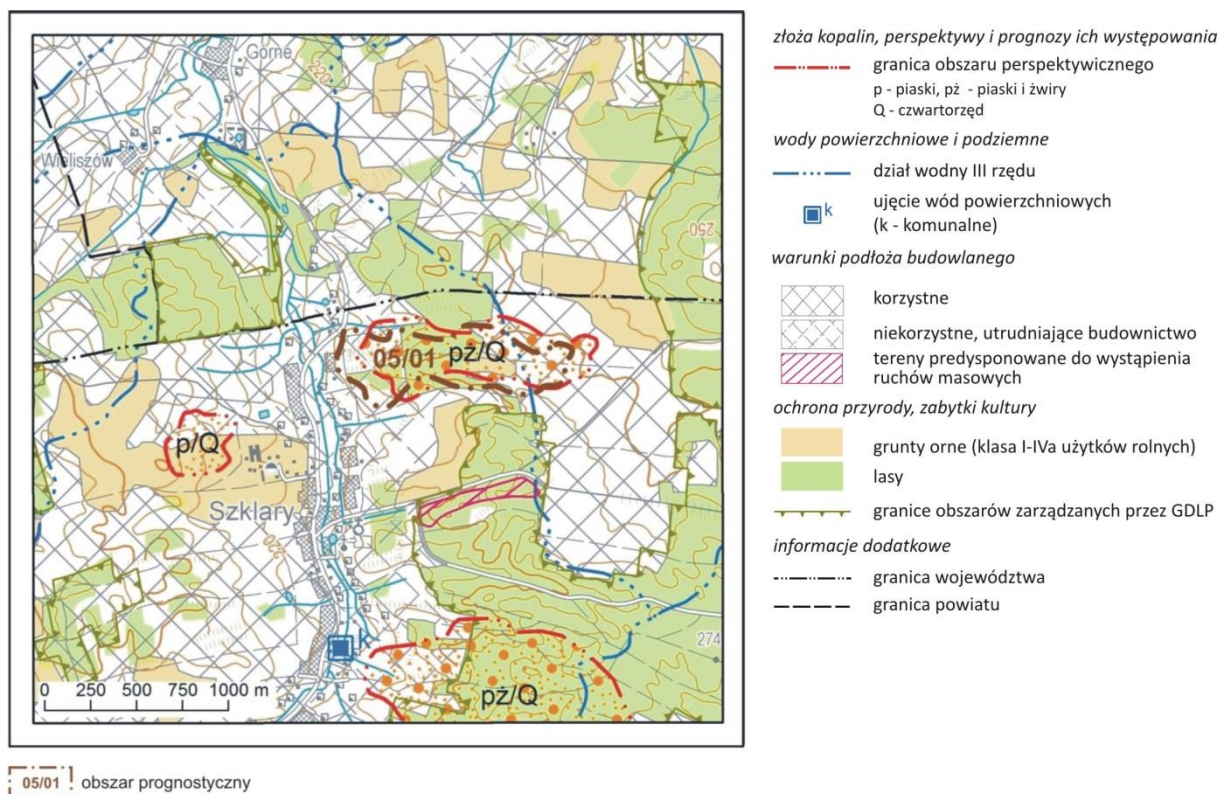 Górne
220
Wieliszów
250
05/01
pż/Q
p/Q
H
Szklary
220
k
274
0 250 500 750 1000 m
pż/Q
złoża kopalin, perspektywy i prognozy ich występowania
granica obszaru perspektywicznego
p - piaski, pż - piaski i żwiry
Q - czwartorzęd
wody powierzchniowe i podziemne
dział wodny III rzędu
k
ujęcie wód powierzchniowych
(k - komunalne)
warunki podłoża budowlanego
korzystne
niekorzystne, utrudniające budownictwo
tereny predysponowane do wystąpienia
ruchów masowych
ochrona przyrody, zabytki kultury
grunty orne (klasa I-IVa użytków rolnych)
lasy
granice obszarów zarządzanych przez GDLP
informacje dodatkowe
granica województwa
granica powiatu
05/01 obszar prognostyczny